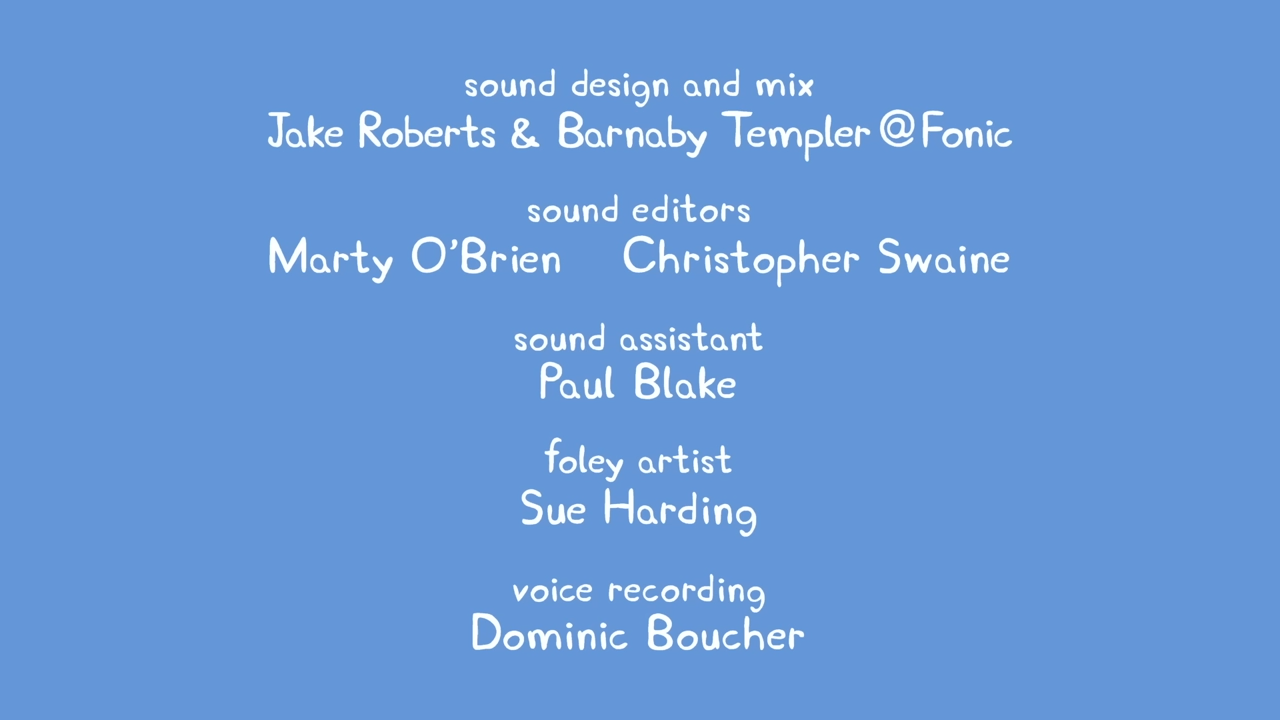 sound design and mix
Jake Roberts & Barnaby Templer @ Fonic
sound editors
Marty O'Brien Christopher Swaine
sound assistant
Paul Blake
foley artist
Sue Harding
voice recording
Dominic Boucher